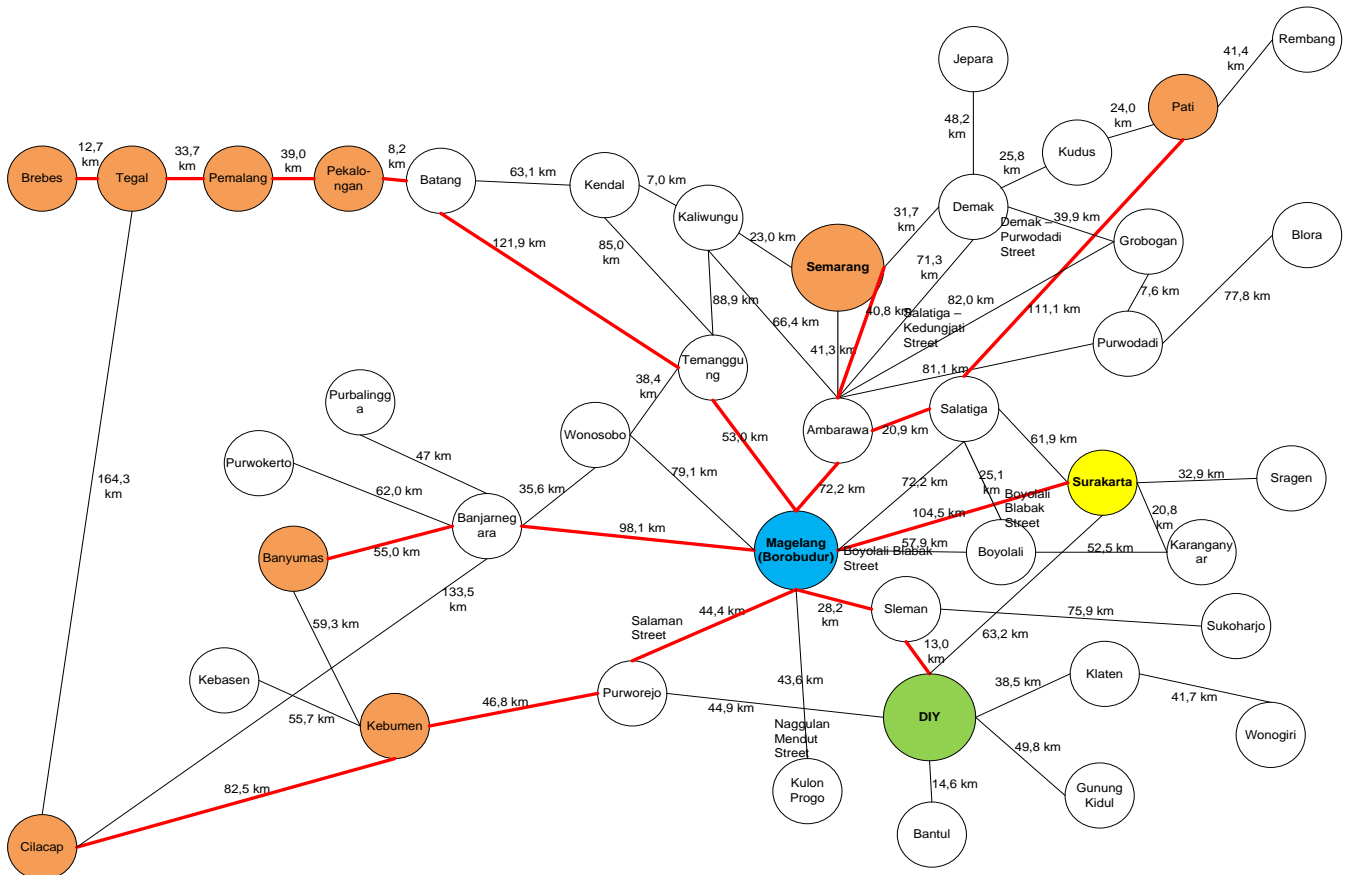 Rembang
41,4
km
Jepara
Pati
24,0
km
48,2
km
25,8
km
Kudus
12,7
km
33,7
km
39,0
km
8,2
km
Brebes
Tegal
Pemalang
Pekalo-
ngan
Batang
63,1 km
Kendal
7,0 km
Kaliwungu
23,0 km
Semarang
31,7
km
Demak
39,9 km
Demak –
Purwodadi
Street
Grobogan
Blora
121,9 km
85,0
km
88,9 km
66,4 km
41,3 km
40,8 km
71,3
km
82,0 km
Salatiga –
Kedungjati
Street
111,1 km
7,6 km
77,8 km
Purwodadi
81,1 km
Temanggu
ng
38,4
km
Purbalingg
a
Wonosobo
53,0 km
Ambarawa
20,9 km
Salatiga
61,9 km
Purwokerto
47 km
62,0 km
35,6 km
79,1 km
72,2 km
72,2 km
25,1
km
Boyolali
Blabak
Street
Surakarta
32,9 km
Sragen
20,8
km
164,3
km
Banjarneg
ara
98,1 km
104,5 km
Banyumas
55,0 km
Magelang
(Borobudur)
57,9 km
Boyolali Blabak
Street
Boyolali
52,5 km
Karangany
ar
133,5
km
59,3 km
44,4 km
Salaman
Street
28,2
km
Sleman
75,9 km
Sukoharjo
13,0
km
63,2 km
Kebasen
55,7 km
Kebumen
46,8 km
Purworejo
44,9 km
43,6 km
Naggulan
Mendut
Street
DIY
38,5 km
Klaten
41,7 km
Wonogiri
49,8 km
82,5 km
Kulon
Progo
14,6 km
Gunung
Kidul
Bantul
Cilacap